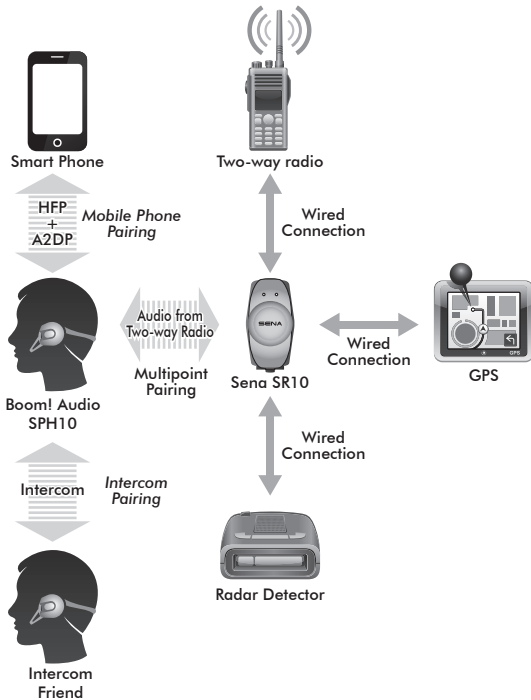 Smart Phone
Two-way radio
HFP
+
A2DP
Mobile Phone
Pairing
Wired
Connection
Audio from
Two-way Radio
Multipoint
Pairing
SENA
Sena SR10
Wired
Connection
GPS
GPS
Boom! Audio
SPH10
Wired
Connection
Intercom
Intercom
Pairing
Radar Detector
Intercom
Friend